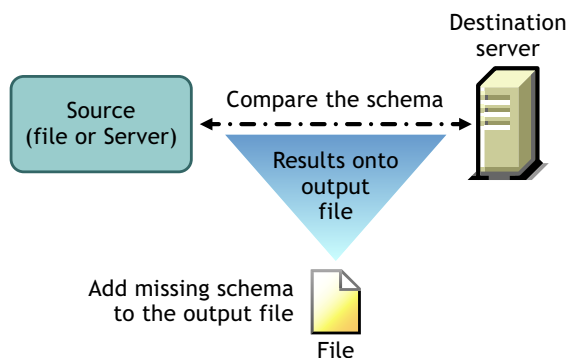 Destination
server
Source
(file or Server)
Compare the schema
Results onto
output
file
Add missing schema
to the output file
File